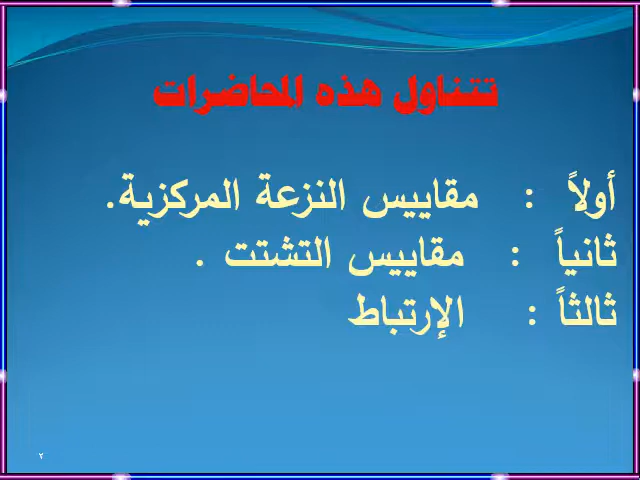 تتناول هذه المحاضرات
أولاً : مقاييس النزعة المركزية.
ثانياً : مقاييس التشتت .
ثالثاً : الإرتباط
٢